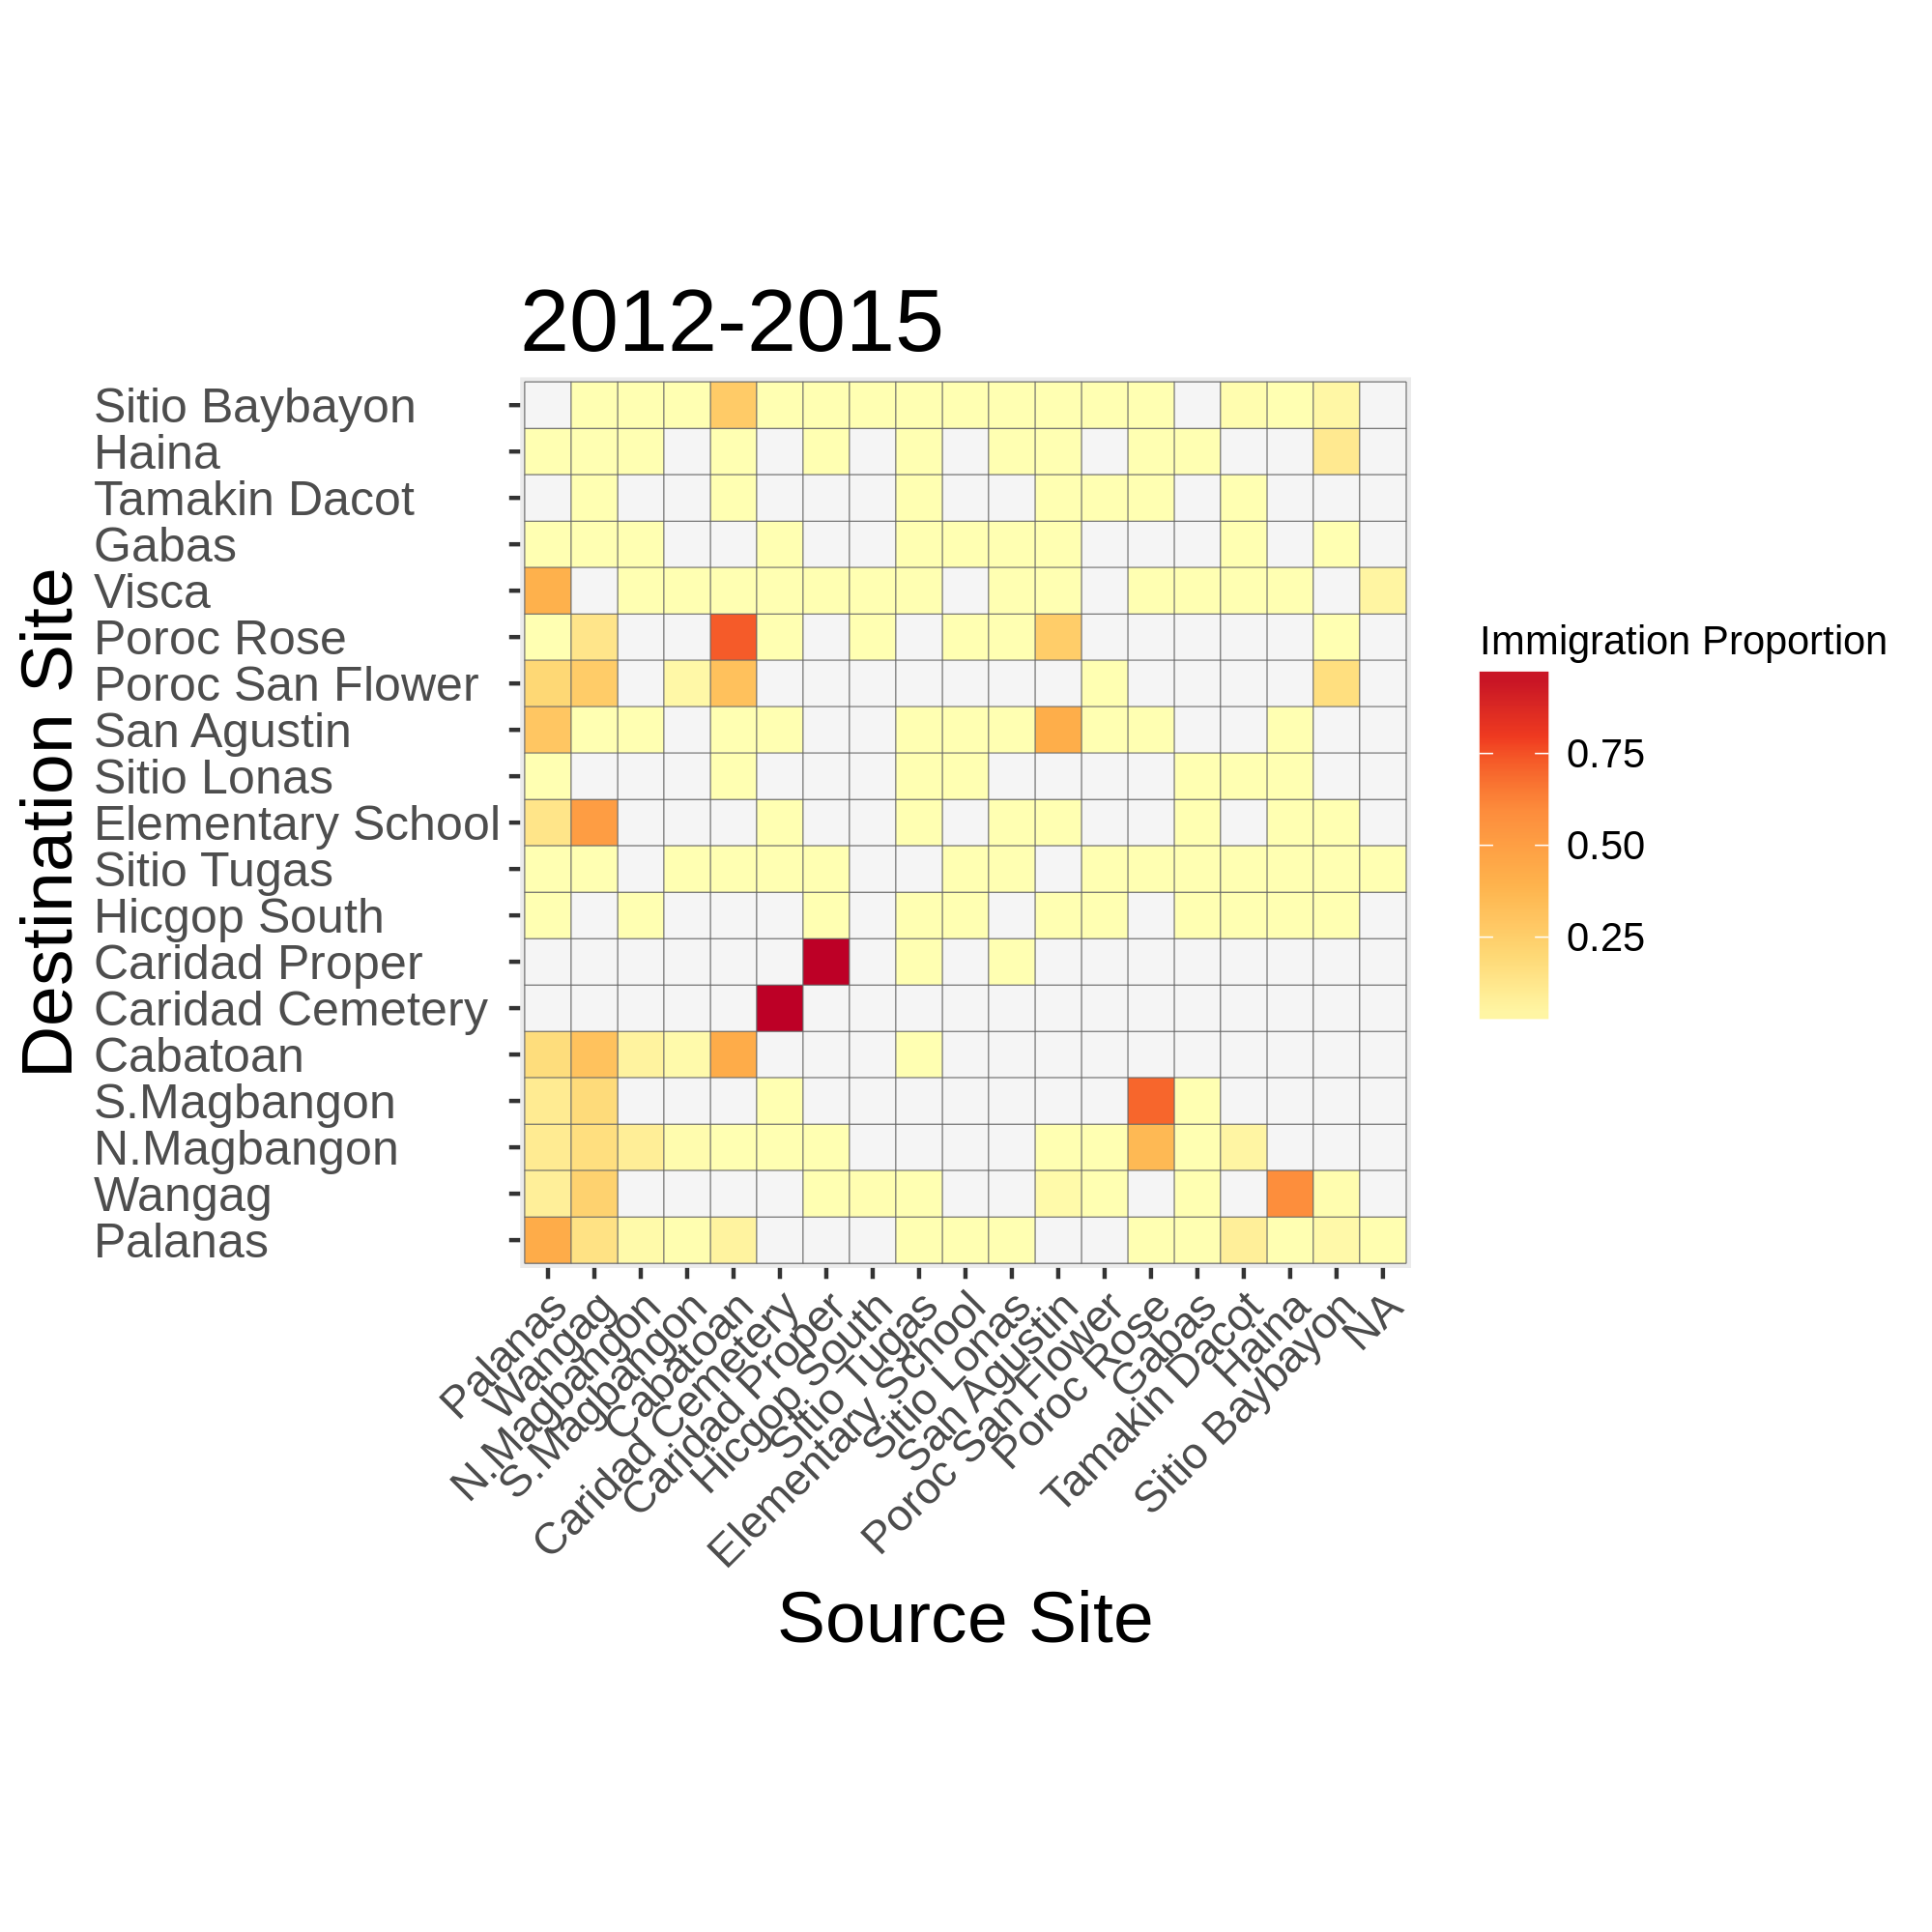 2012-2015
Destination Site
Sitio Baybayon
Haina
Tamakin Dacot
Gabas
Visca
Poroc Rose
Poroc San Flower
San Agustin
Sitio Lonas
Elementary School
Sitio Tugas
Hicgop South
Caridad Proper
Caridad Cemetery
Cabatoan
S.Magbangon
N.Magbangon
Wangag
Palanas
Palanas
Wangag
N.Magbangon
S.Magbangon
Cabatoan
Caridad Cemetery
Caridad Proper
Hicgop South
Sitio Tugas
Elementary School
Sitio Lonas
San Agustin
Poroc San Flower
Poroc Rose
Gabas
Tamakin Dacot
Haina
Sitio Baybayon
NA
Source Site
Immigration Proportion
0.75
0.50
0.25